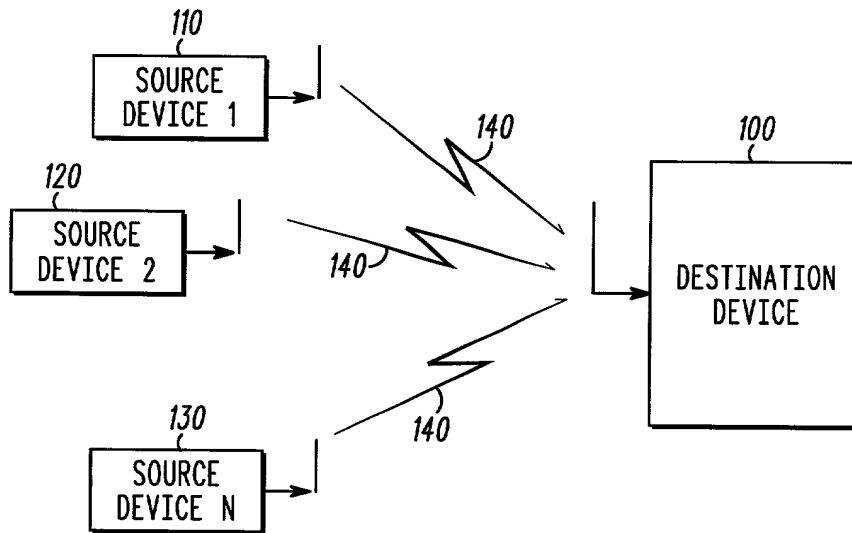 110
SOURCE
DEVICE 1
140
100
120
SOURCE
DEVICE 2
140
DESTINATION
DEVICE
130
SOURCE
DEVICE N
140